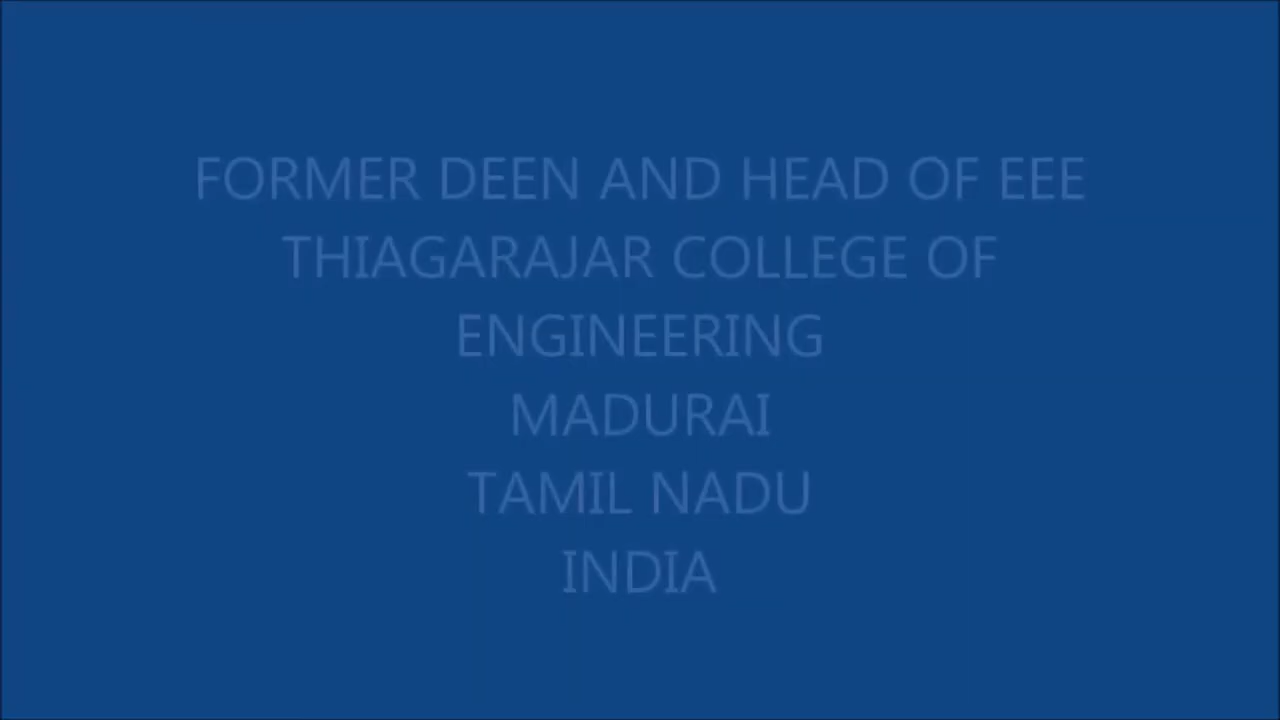 FORMER DEEN AND HEAD OF EEE
THIAGARAJAR COLLEGE OF
ENGINEERING
MADURAI
TAMIL NADU
INDIA